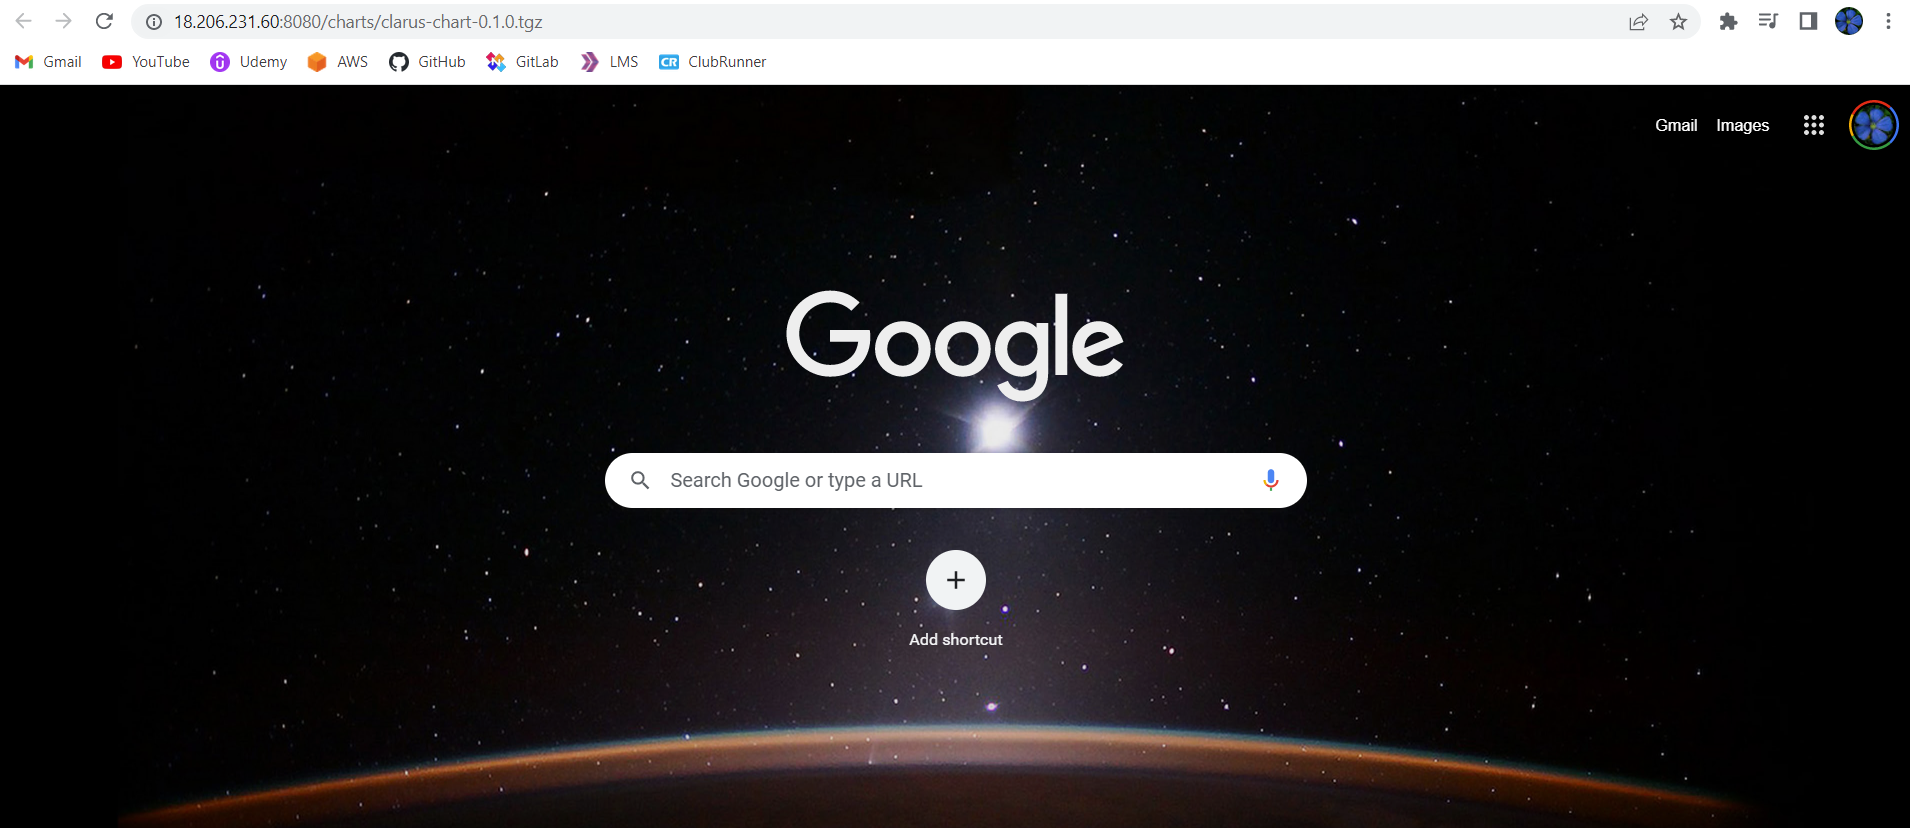 18.206.231.60:8080/charts/clarus-chart-0.1.0.tgz
Gmail YouTube Udemy AWS GitHub GitLab LMS CR ClubRunner
Gmail Images
Google
Search Google or type a URL
Add shortcut